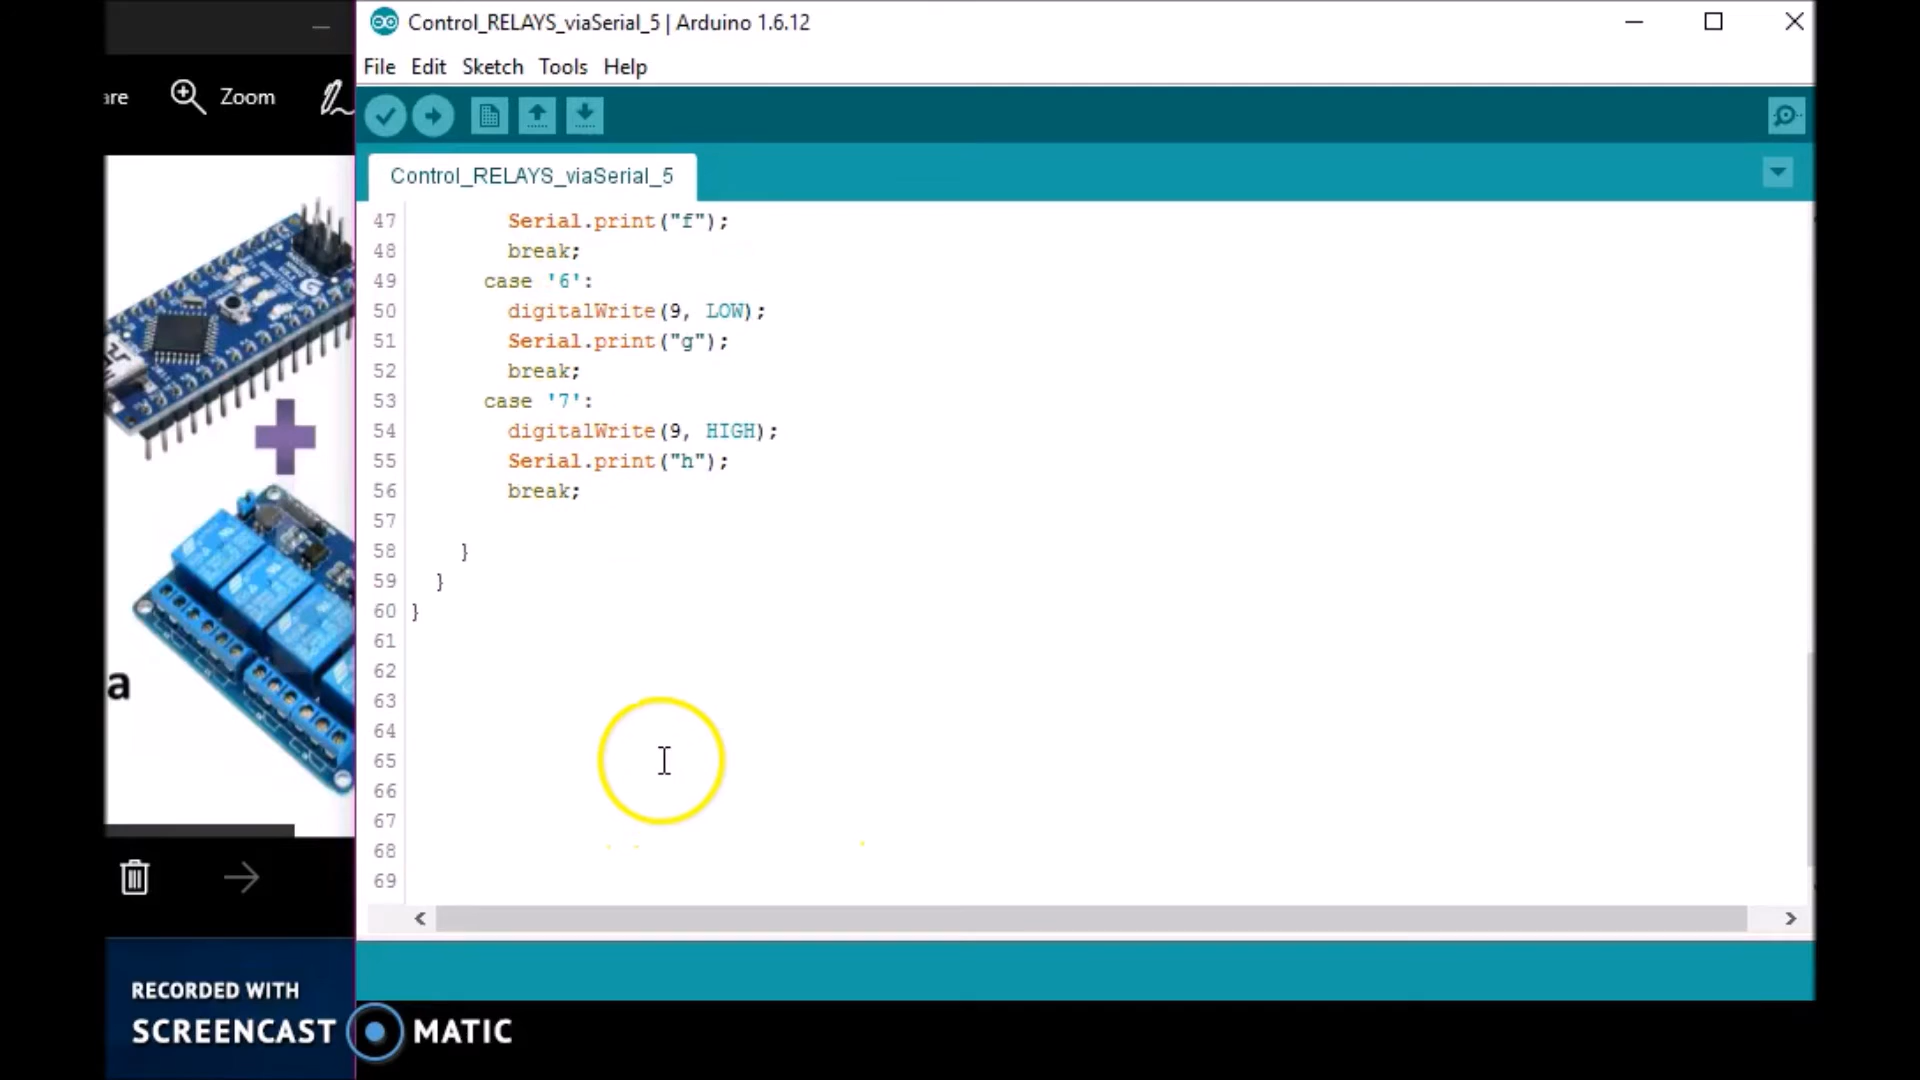 Control_RELAYS_viaSerial_5 | Arduino 1.6.12
File Edit Sketch Tools Help
are Zoom
Control_RELAYS_viaSerial_5
47 Serial.print("f");
48 break;
49 case '6':
50 digitalWrite(9, LOW);
51 Serial.print("g");
52 break;
53 case '7':
54 digitalWrite(9, HIGH);
55 Serial.print("h");
56 break;
57
58 }
59 }
60 }
61
62
63
64
65
66
67
68
69
a
RECORDED WITH
SCREENCAST MATIC